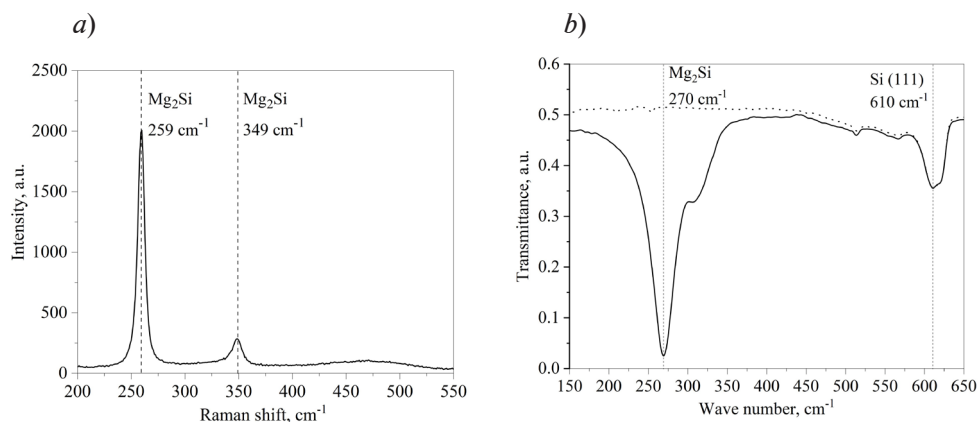 a)
2500
2000
1500
1000
500
0
Intensity, a.u.
Mg₂Si
259 cm⁻¹
Mg₂Si
349 cm⁻¹
200 250 300 350 400 450 500 550
Raman shift, cm⁻¹
b)
0.6
0.5
0.4
0.3
0.2
0.1
0.0
Transmittance, a.u.
Mg₂Si
270 cm⁻¹
Si (111)
610 cm⁻¹
150 200 250 300 350 400 450 500 550 600 650
Wave number, cm⁻¹